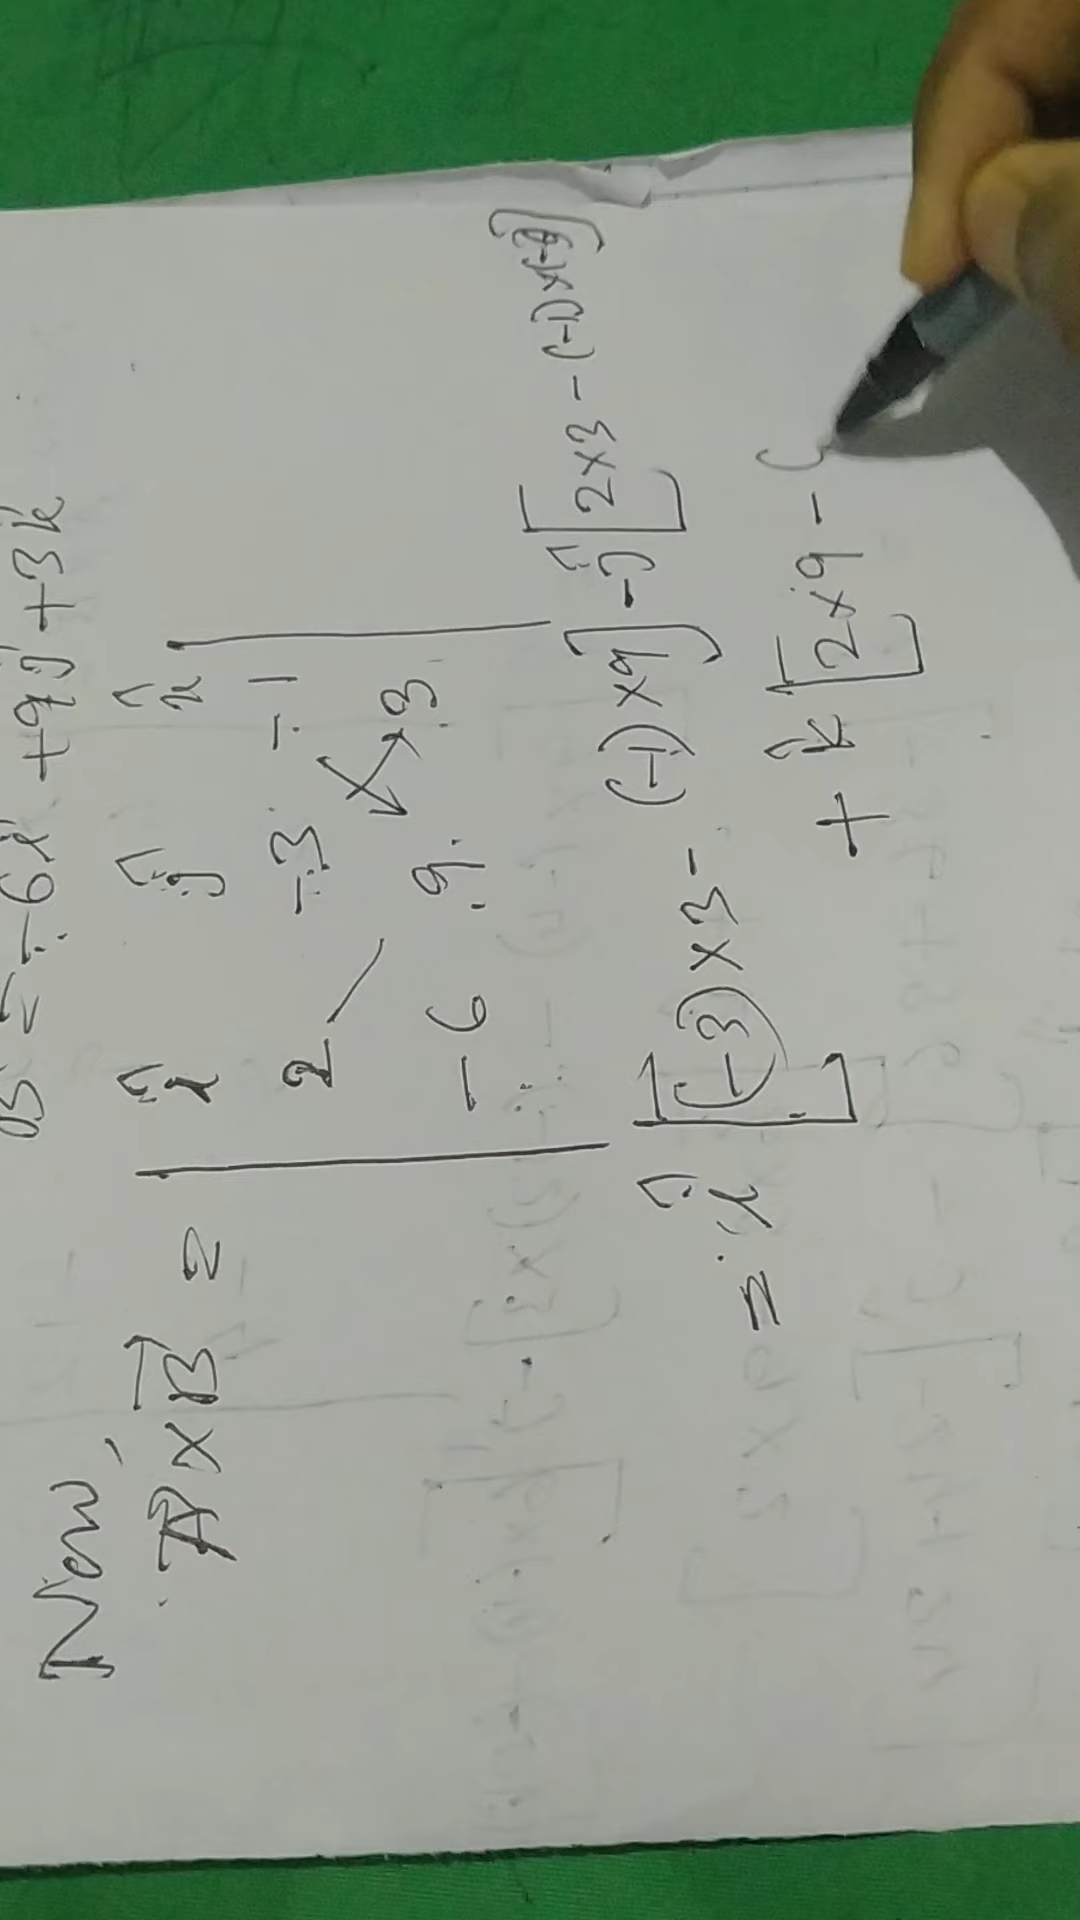 B = -6î + 9ĵ + 3k̂
Now,
A⃗ × B⃗ = | î ĵ k̂ |
| 2 -3 -1 |
| -6 9 3 |
= î [(-3)×3 - (-1)×9] - ĵ [2×3 - (-1)×(-6)]
+ k̂ [2×9 - (